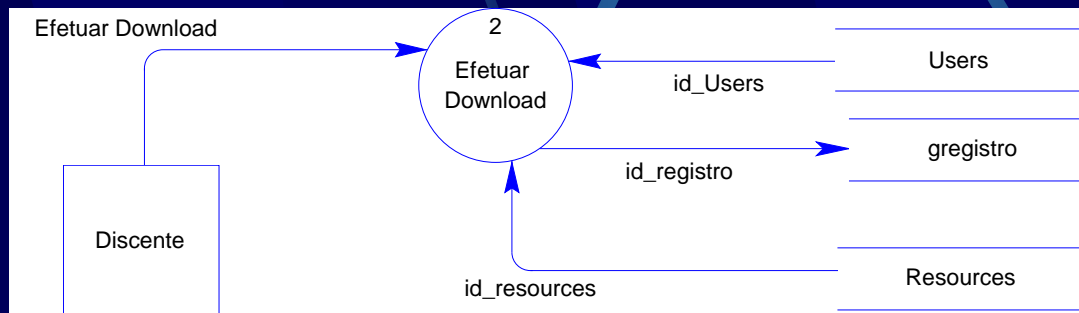 Efetuar Download
2
Efetuar
Download
Users
id_Users
gregistro
id_registro
Discente
Resources
id_resources